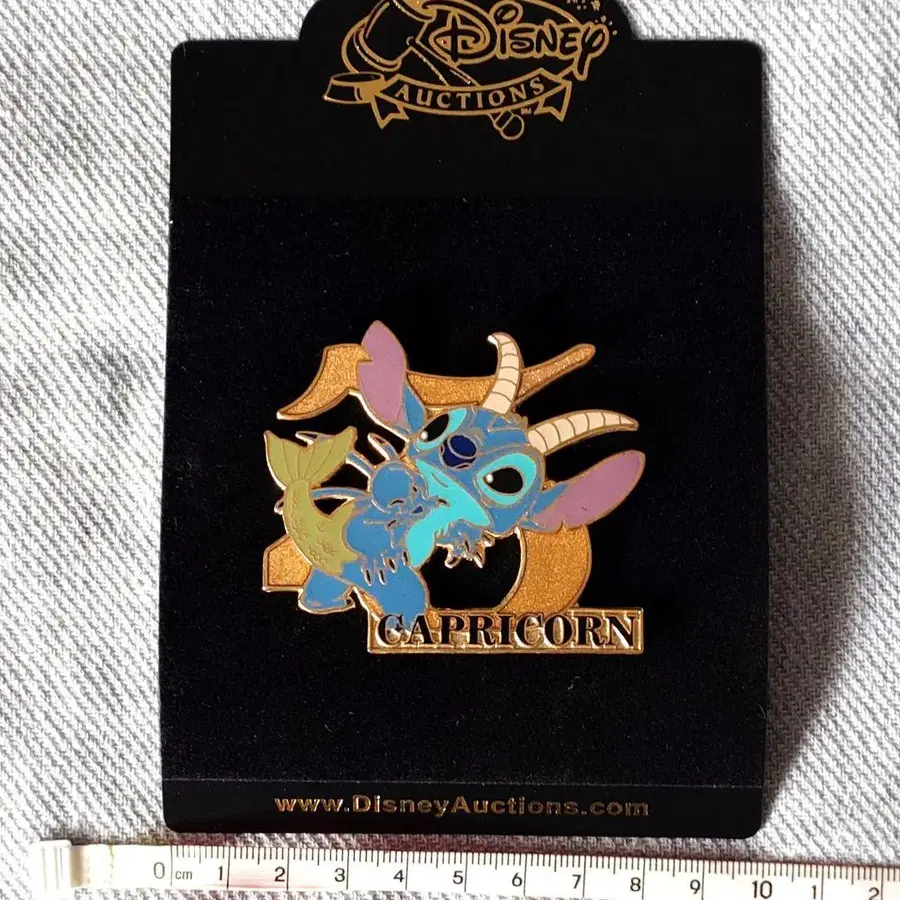 Disney
AUCTIONS
CAPRICORN
www.DisneyAuctions.com
0 cm 1 2 3 4 5 6 7 8 9 10 11 2